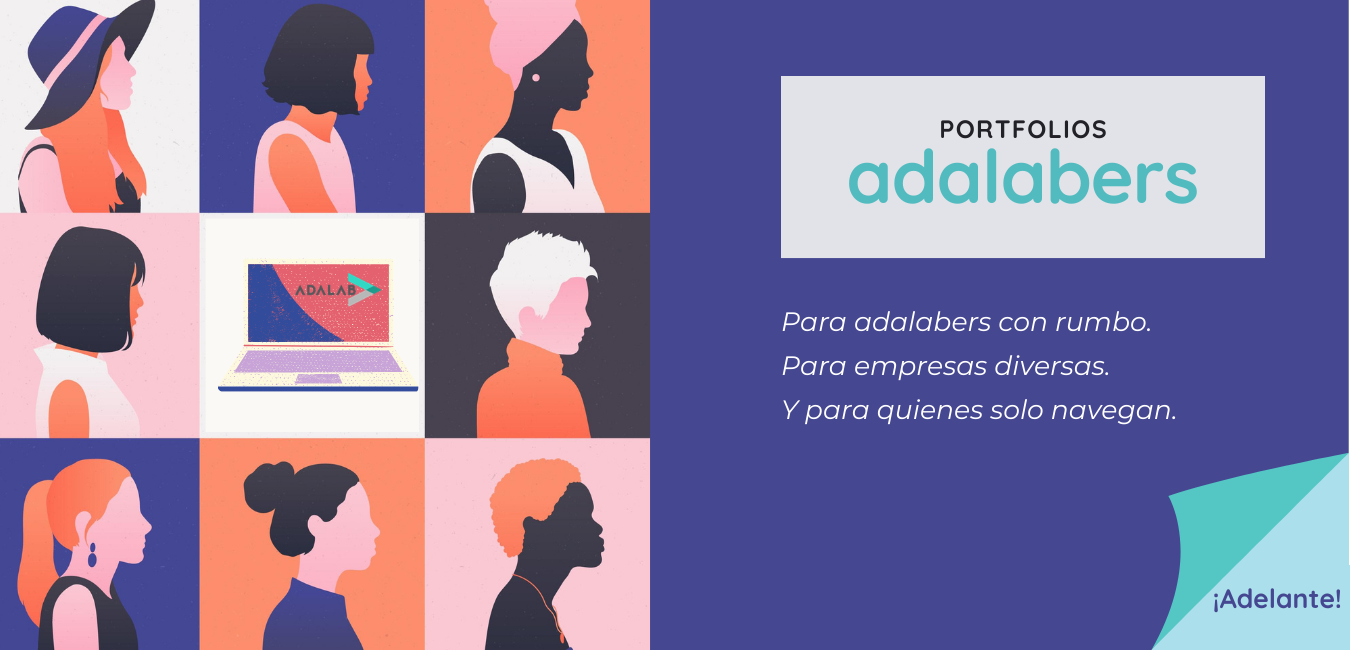 ADALAB
PORTFOLIOS
adalabers
Para adalabers con rumbo.
Para empresas diversas.
Y para quienes solo navegan.
¡Adelante!